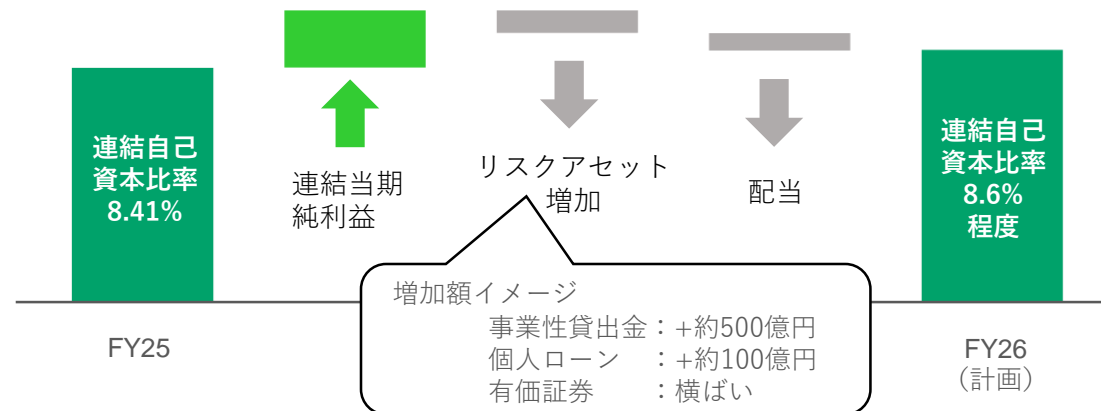 連結自己
資本比率
8.41%
連結当期
純利益
リスクアセット
増加
配当
連結自己
資本比率
8.6%
程度
増加額イメージ
事業性貸出金：+約500億円
個人ローン　：+約100億円
有価証券　　：横ばい
FY25
FY26
（計画）